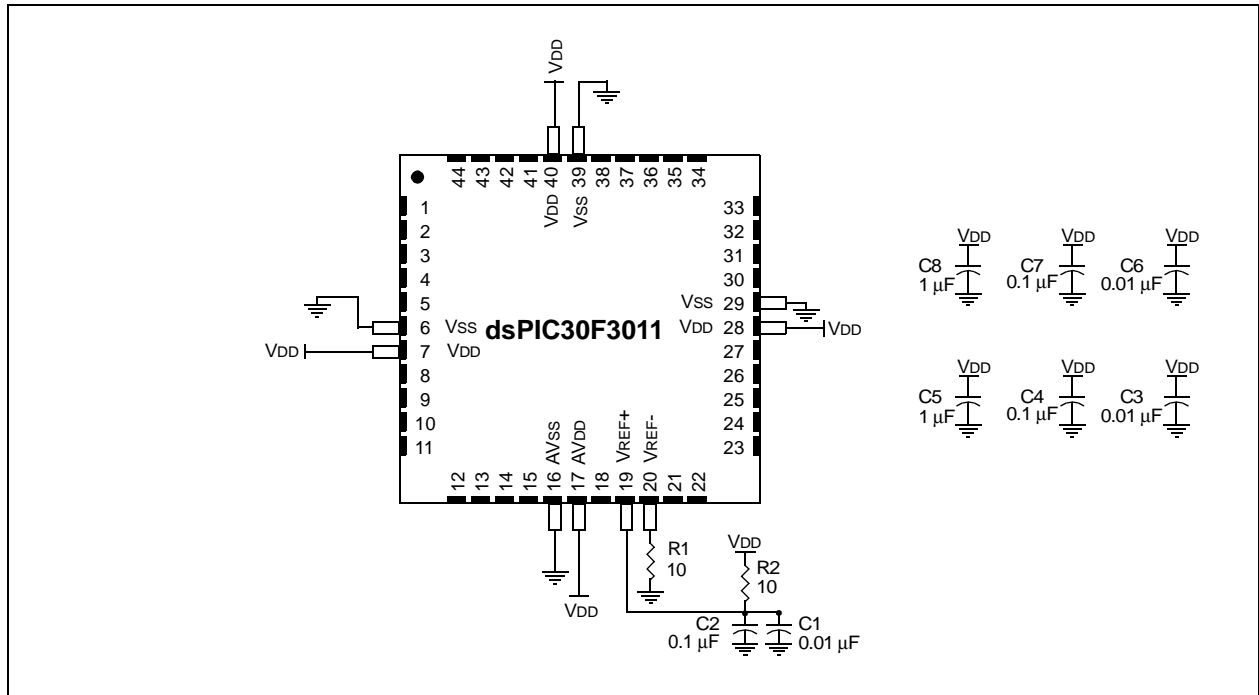 VDD
44 43 42 41 40 39 38 37 36 35 34
VDD VSS
1
2
3
4
5
6 VSS
7 VDD
8
9
10
11
VDD
dsPIC30F3011
33
32
31
30
VSS 29
VDD 28
27
26
25
24
23
VDD
AVSS AVDD VREF+ VREF-
12 13 14 15 16 17 18 19 20 21 22
VDD
R1
10
VDD
R2
10
C2
0.1 µF
C1
0.01 µF
VDD
C8
1 µF
VDD
C7
0.1 µF
VDD
C6
0.01 µF
VDD
C5
1 µF
VDD
C4
0.1 µF
VDD
C3
0.01 µF